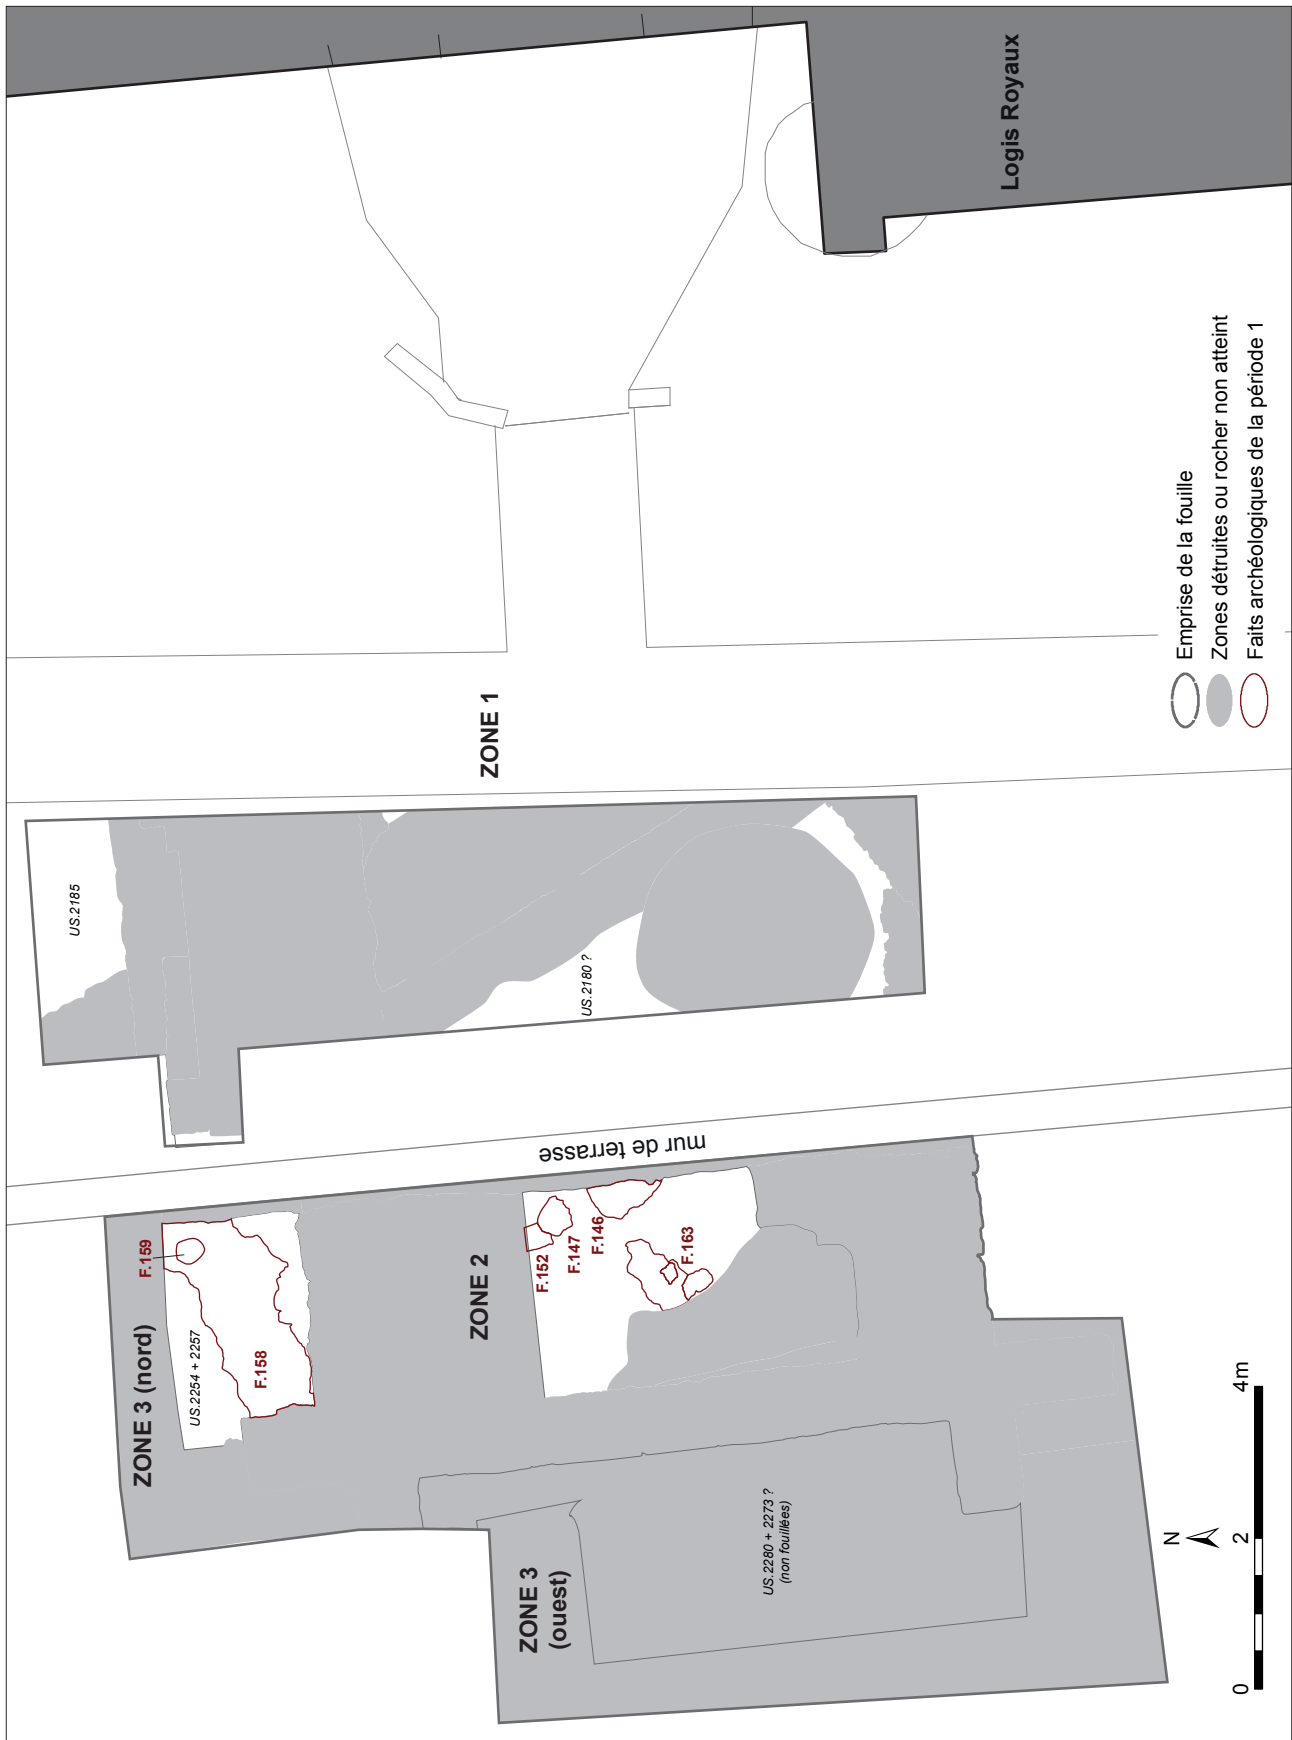 Logis Royaux
ZONE 1
US.2185
US.2180 ?
mur de terrasse
ZONE 3 (nord)
F.159
US.2254 + 2257
F.158
ZONE 2
F.152
F.147
F.146
F.163
ZONE 3
(ouest)
US.2280 + 2273 ?
(non fouillées)
Emprise de la fouille
Zones détruites ou rocher non atteint
Faits archéologiques de la période 1
N
0 2 4m